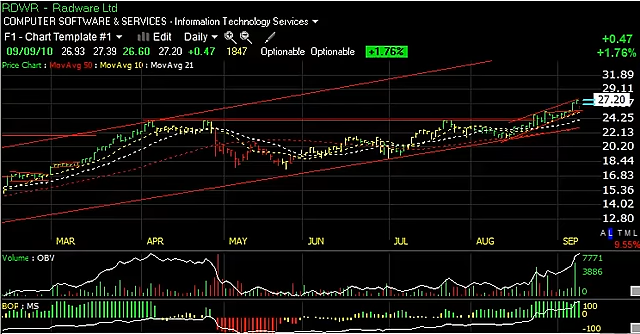 RDWR - Radware Ltd
COMPUTER SOFTWARE & SERVICES · Information Technology Services
F1 - Chart Template #1 Edit Daily
09/09/10 26.93 27.39 26.60 27.20 +0.47 1847 Optionable Optionable +1.76%
+0.47
+1.76%
Price Chart : MovAvg 50 : MovAvg 10 : MovAvg 21
31.89
29.11
27.20
24.25
22.13
20.20
18.44
16.83
15.36
14.02
12.80
A L T M L
MAR APR MAY JUN JUL AUG SEP
9.55%
Volume : OBV
7771
3886
0
BOP : MS
100
0
-100